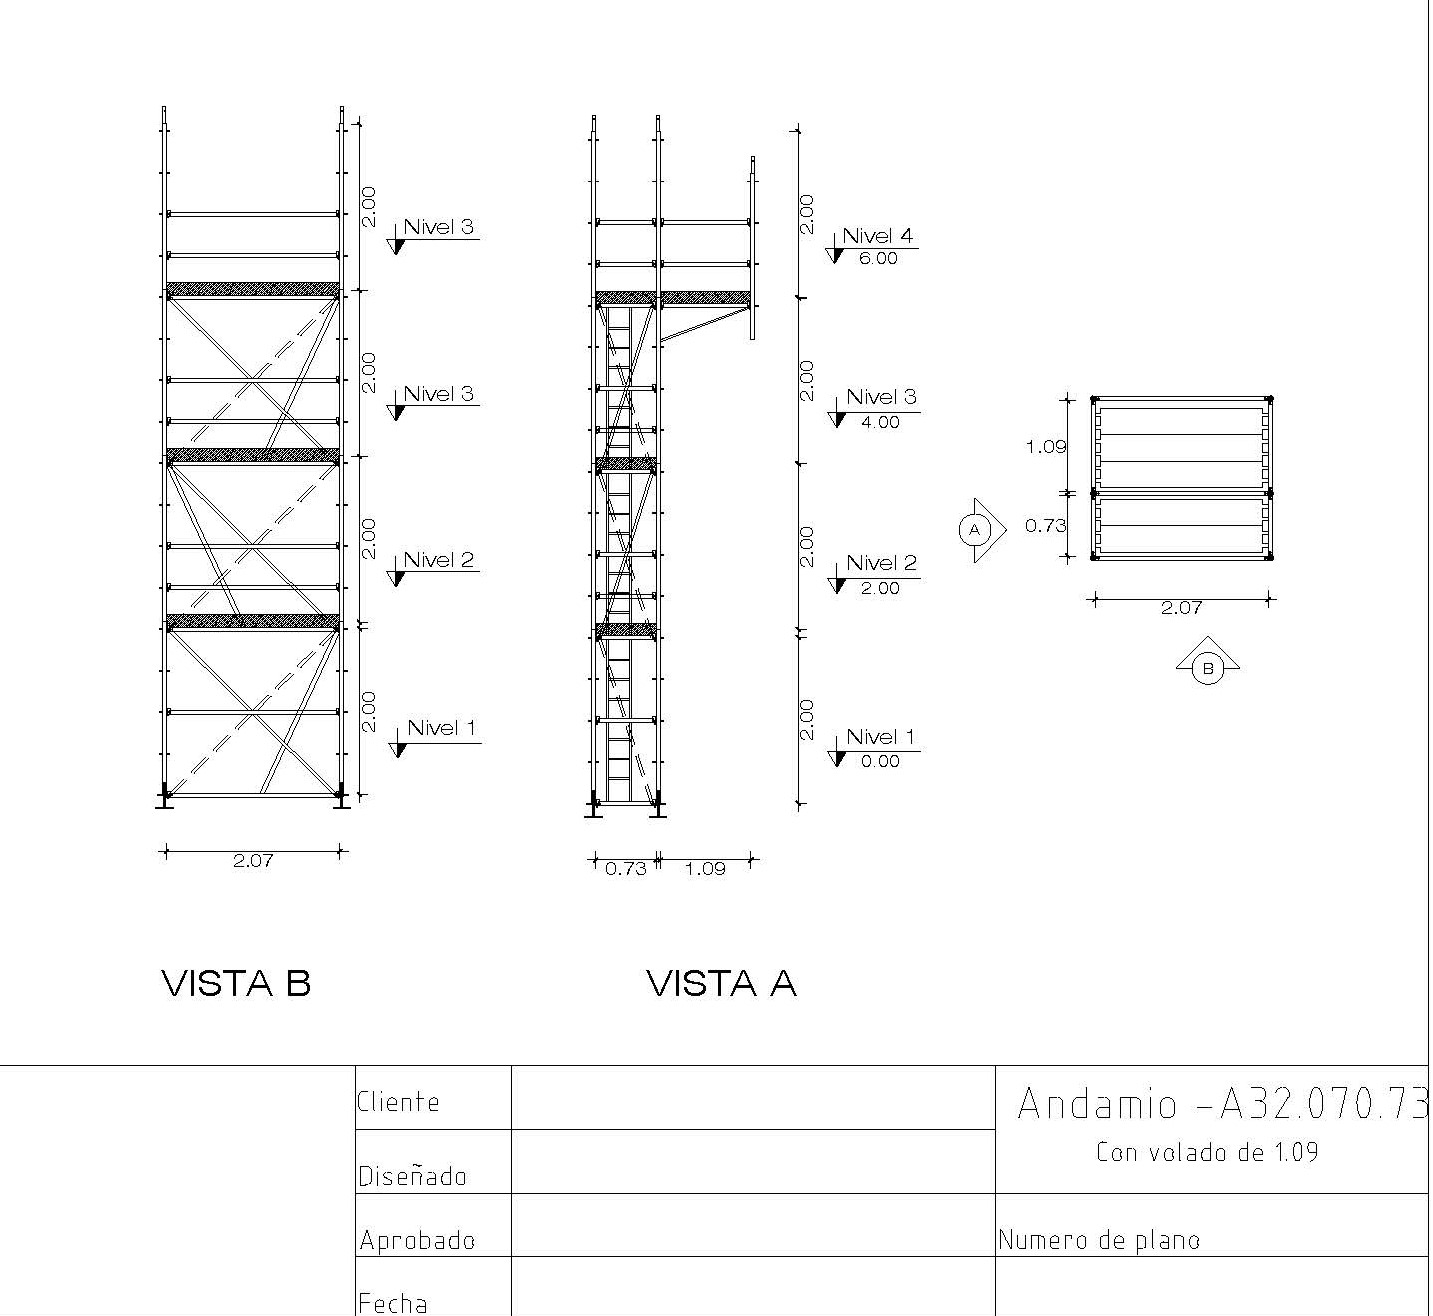 2.00
Nivel 3
2.00
Nivel 3
2.00
Nivel 2
2.00
Nivel 1
2.07
VISTA B
2.00
Nivel 4
6.00
2.00
Nivel 3
4.00
2.00
Nivel 2
2.00
2.00
Nivel 1
0.00
0.73
1.09
VISTA A
1.09
0.73
A
2.07
B
Cliente
Diseñado
Aprobado
Fecha
Andamio -A32.070.73
Con volado de 1.09
Numero de plano